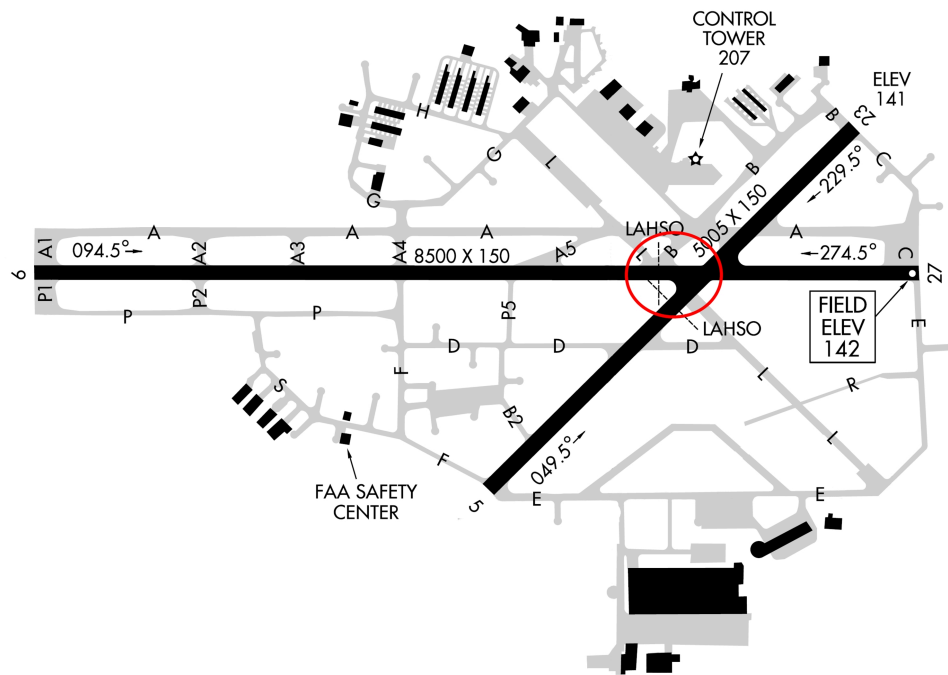 CONTROL
TOWER
207
ELEV
141
23
H
B
C
G
L
B
229.5°
G
5005 X 150
A
A
A
LAHSO
A
A1
094.5°
A2
A3
A4
8500 X 150
A5
L
B
274.5°
C
9
27
P1
P2
P5
FIELD
ELEV
142
P
P
LAHSO
E
D
D
D
F
S
L
R
B2
L
F
049.5°
FAA SAFETY
CENTER
5
E
E